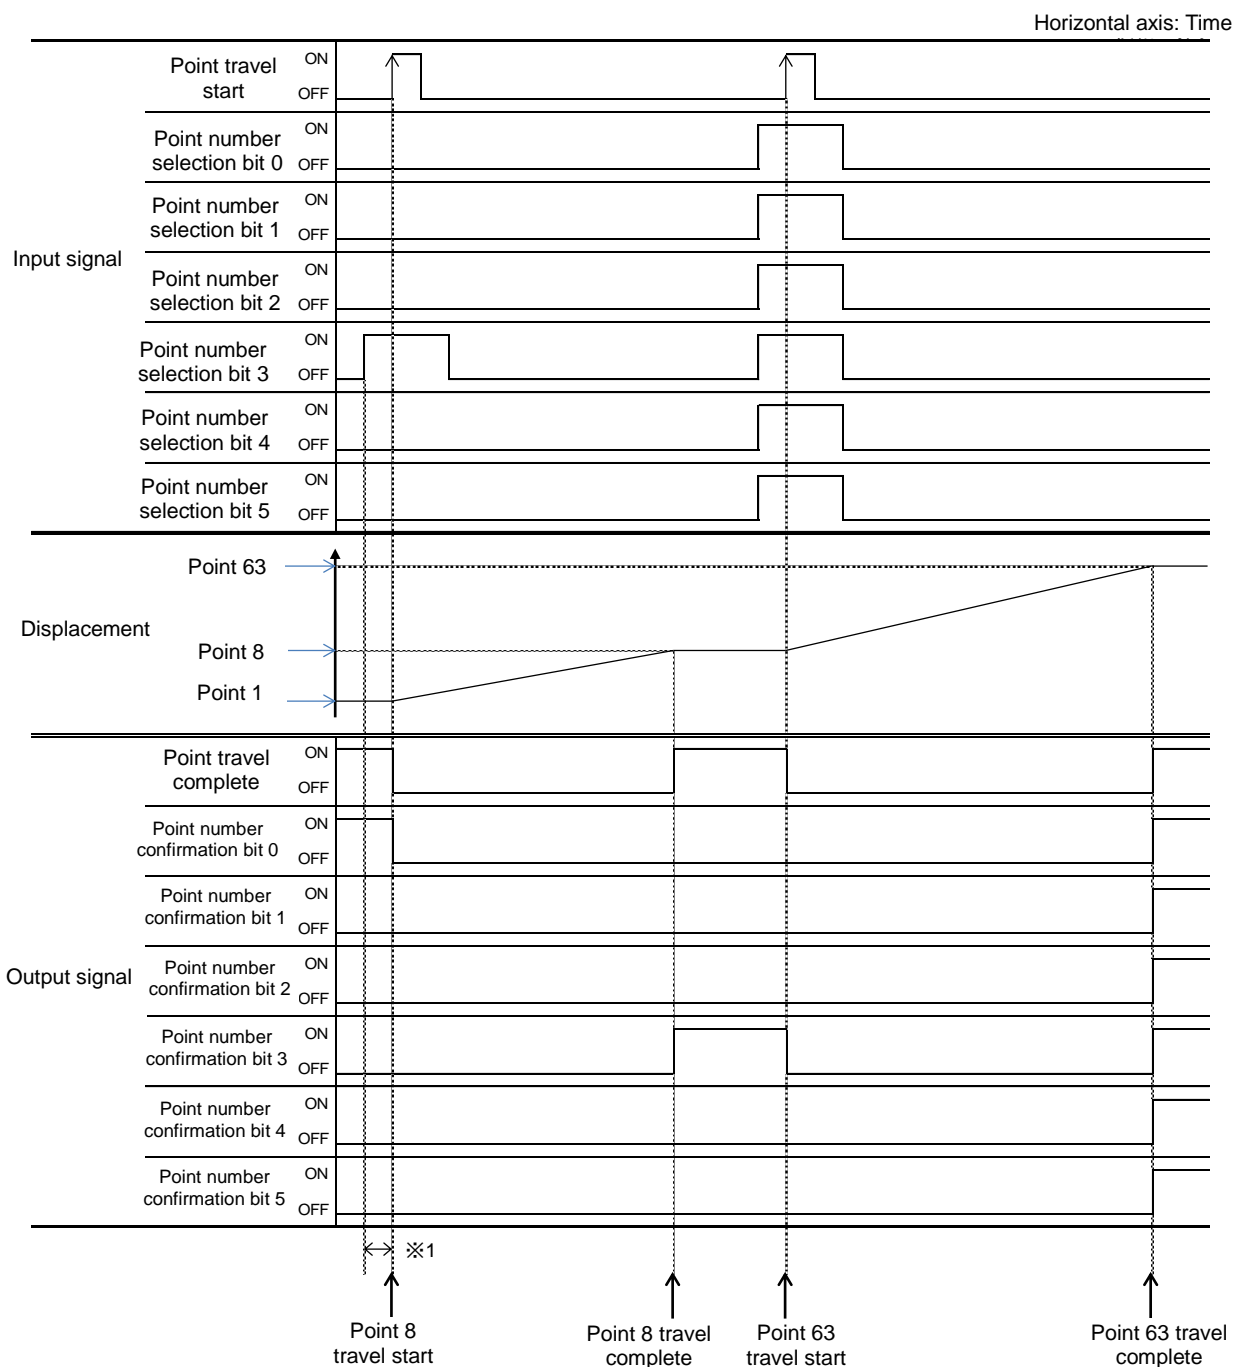 Horizontal axis: Time
Input signal
Point travel
start
ON
OFF
Point number
selection bit 0
ON
OFF
Point number
selection bit 1
ON
OFF
Point number
selection bit 2
ON
OFF
Point number
selection bit 3
ON
OFF
Point number
selection bit 4
ON
OFF
Point number
selection bit 5
ON
OFF
Displacement
Point 63
Point 8
Point 1
Output signal
Point travel
complete
ON
OFF
Point number
confirmation bit 0
ON
OFF
Point number
confirmation bit 1
ON
OFF
Point number
confirmation bit 2
ON
OFF
Point number
confirmation bit 3
ON
OFF
Point number
confirmation bit 4
ON
OFF
Point number
confirmation bit 5
ON
OFF
※1
Point 8
travel start
Point 8 travel
complete
Point 63
travel start
Point 63 travel
complete